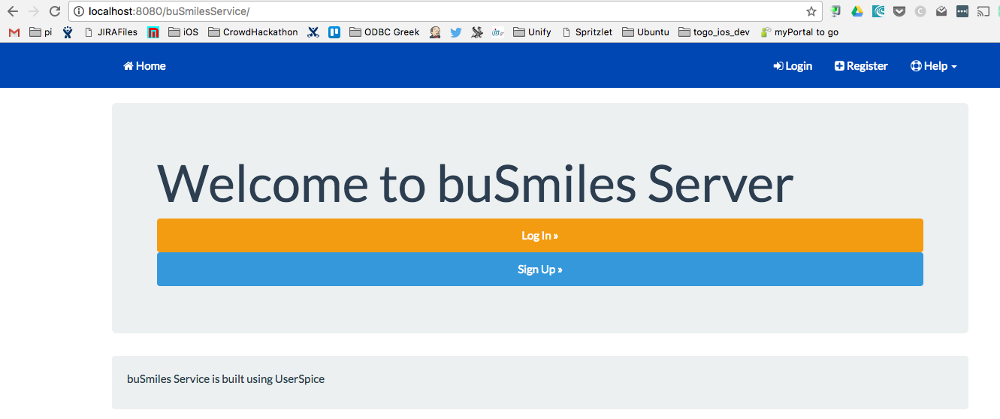 localhost:8080/buSmilesService/
pi JIRAFiles iOS CrowdHackathon ODBC Greek Unify Spritzlet Ubuntu togo_ios_dev myPortal to go
Home Login Register Help
Welcome to buSmiles Server
Log In »
Sign Up »
buSmiles Service is built using UserSpice